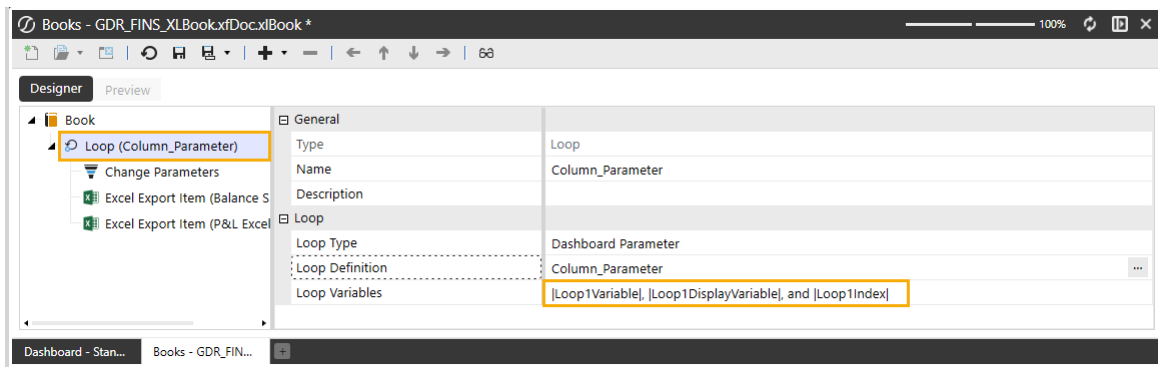 Books - GDR_FINS_XLBook.xfDoc.xlBook *
100%
Designer
Preview
Book
Loop (Column_Parameter)
Change Parameters
Excel Export Item (Balance S
Excel Export Item (P&L Excel
General
Type Loop
Name Column_Parameter
Description
Loop
Loop Type Dashboard Parameter
Loop Definition Column_Parameter ...
Loop Variables |Loop1Variable|, |Loop1DisplayVariable|, and |Loop1Index|
Dashboard - Stan...
Books - GDR_FIN...